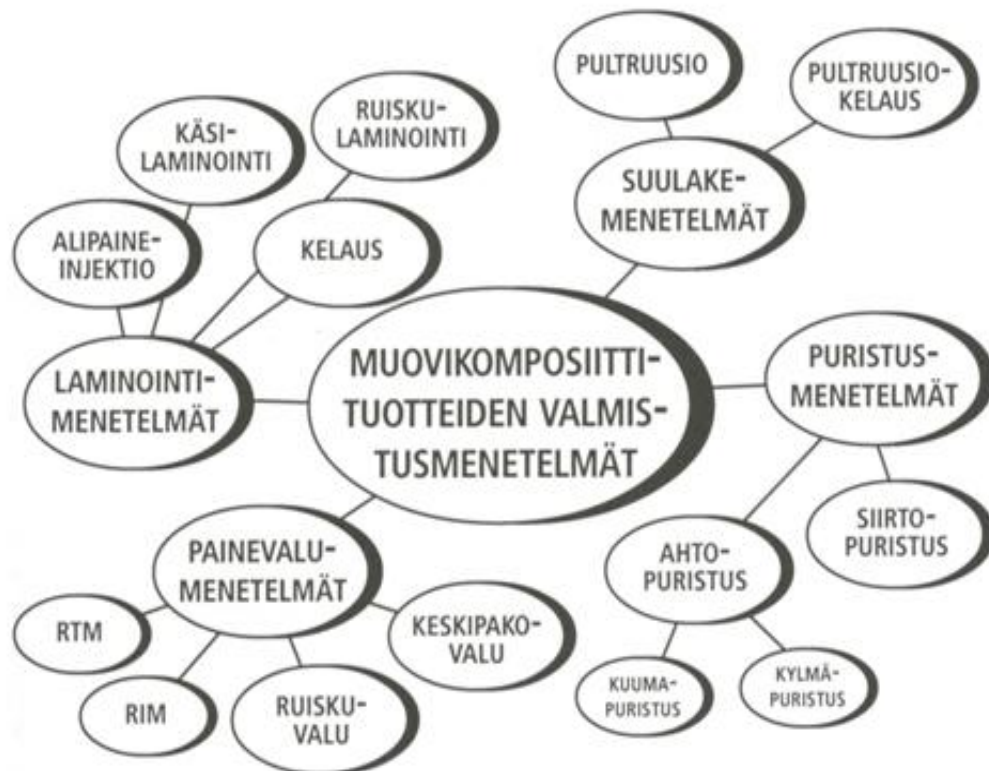 PULTRUUSIO
PULTRUUSIO-
KELAUS
KÄSI-
LAMINOINTI
RUISKU-
LAMINOINTI
SUULAKE-
MENETELMÄT
ALIPAINE-
INJEKTIO
KELAUS
LAMINOINTI-
MENETELMÄT
MUOVIKOMPOSIITTI-
TUOTTEIDEN VALMIS-
TUSMENETELMÄT
PURISTUS-
MENETELMÄT
SIIRTO-
PURISTUS
AHTO-
PURISTUS
PAINEVALU-
MENETELMÄT
KESKIPAKO-
VALU
RTM
RIM
RUISKU-
VALU
KUUMA-
PURISTUS
KYLMÄ-
PURISTUS